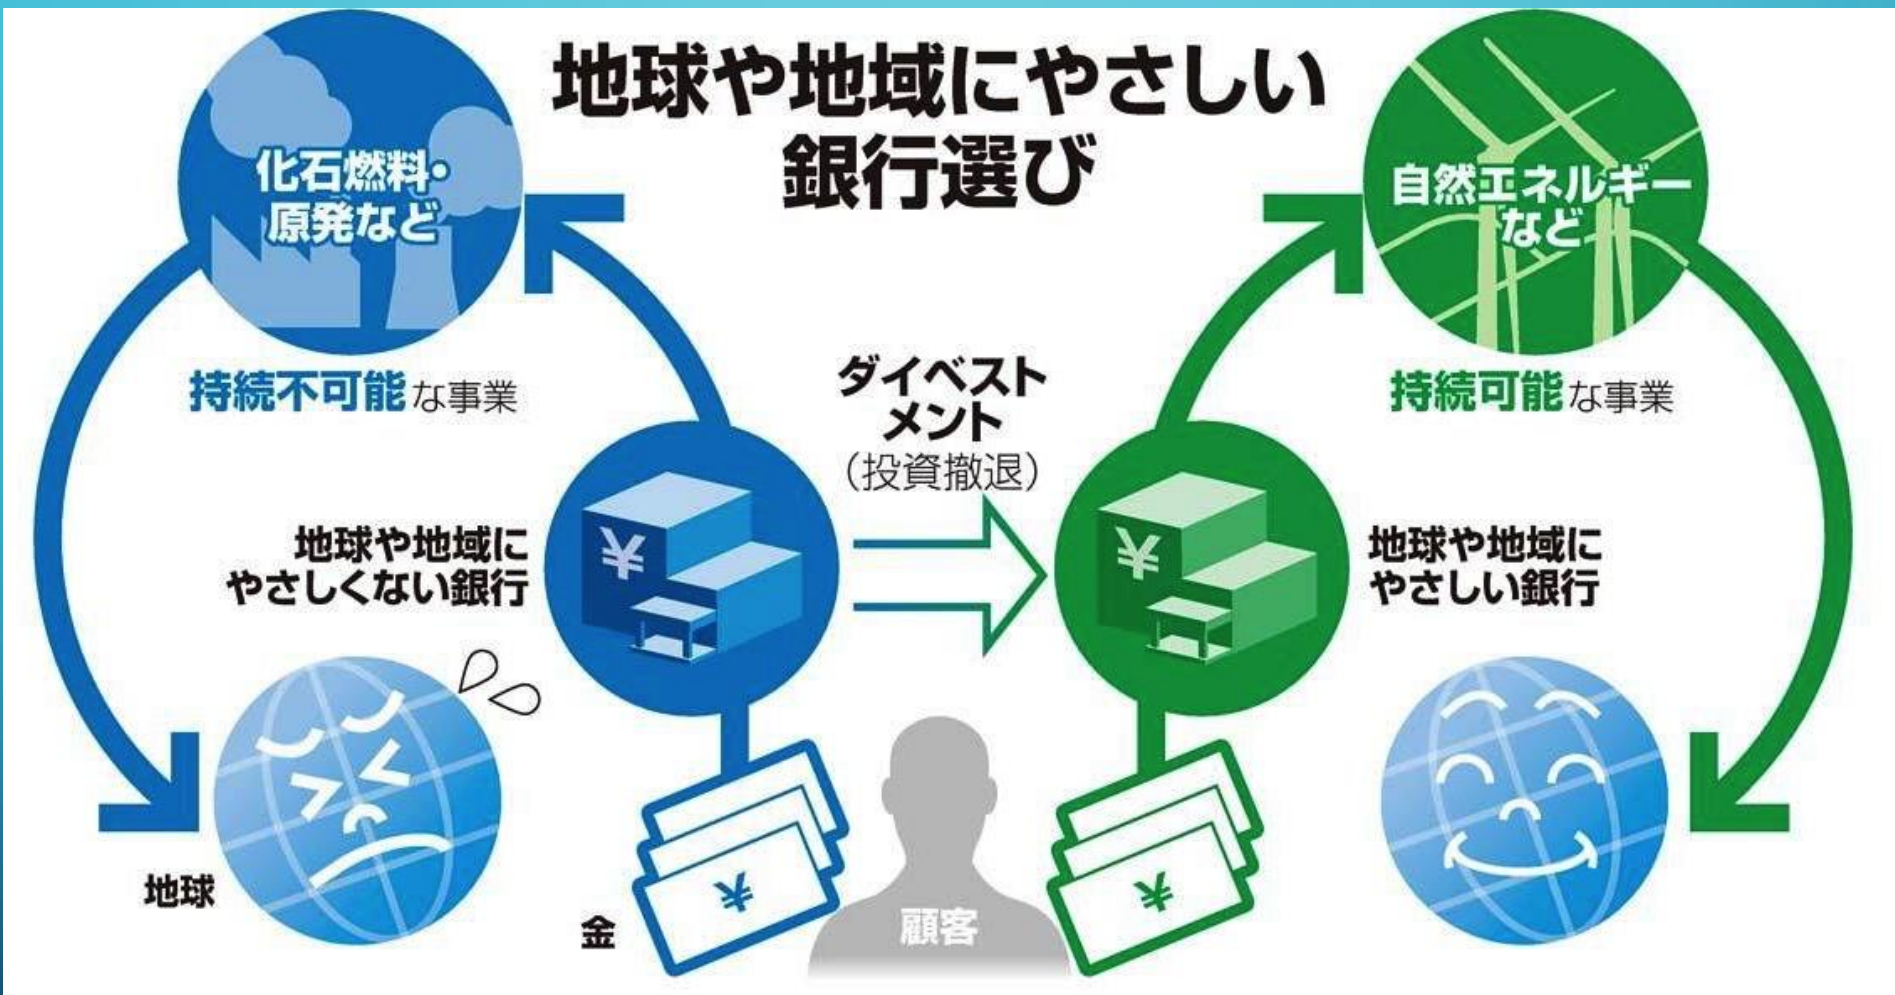 地球や地域にやさしい
銀行選び
化石燃料・
原発など
持続不可能な事業
自然エネルギー
など
持続可能な事業
ダイベスト
メント
（投資撤退）
地球や地域に
やさしくない銀行
¥
¥
地球や地域に
やさしい銀行
地球
金
¥
顧客
¥